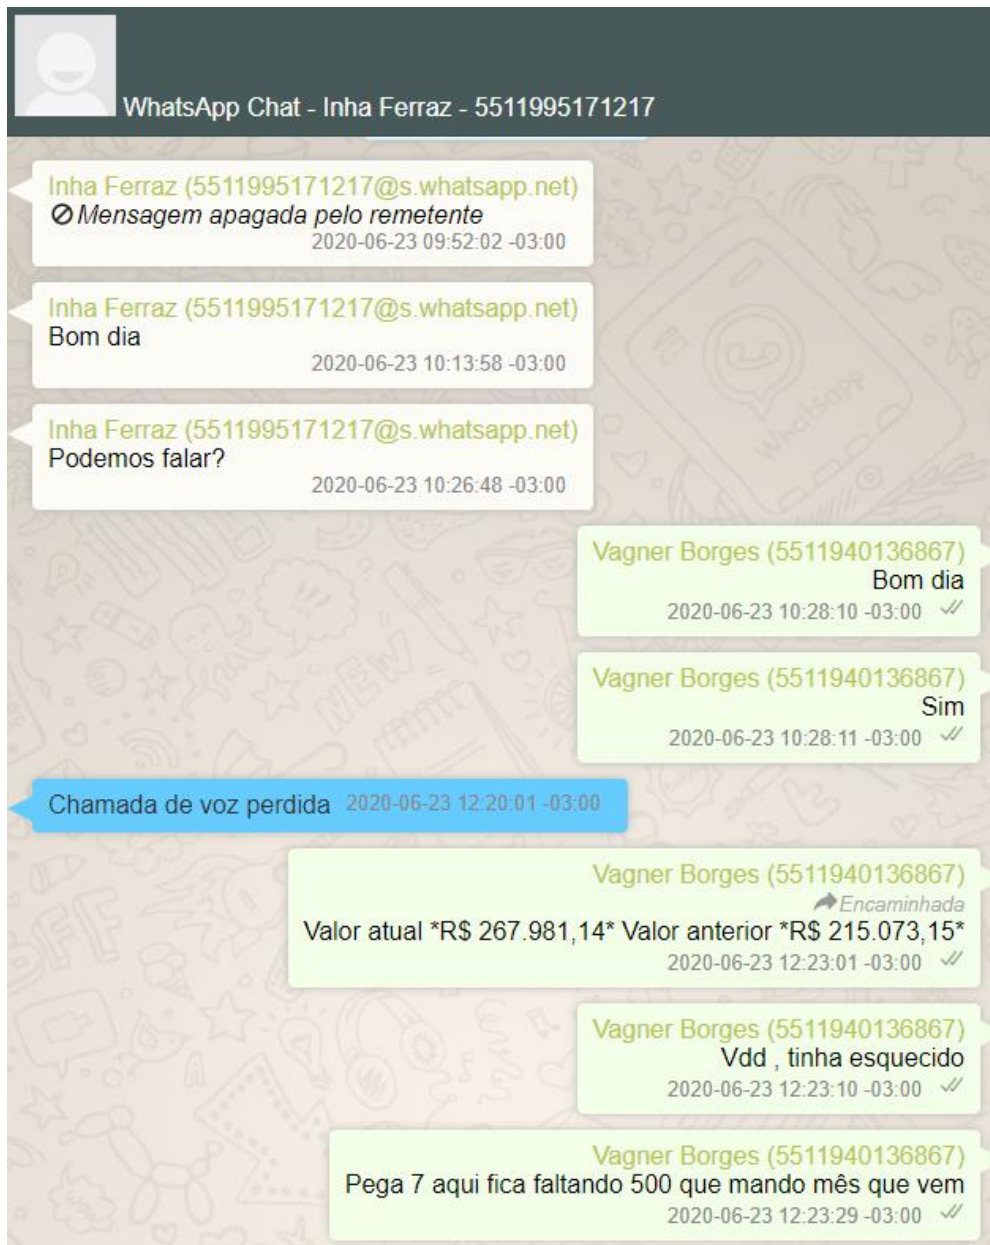 WhatsApp Chat - Inha Ferraz - 5511995171217
Inha Ferraz (5511995171217@s.whatsapp.net)
Mensagem apagada pelo remetente
2020-06-23 09:52:02 -03:00
Inha Ferraz (5511995171217@s.whatsapp.net)
Bom dia
2020-06-23 10:13:58 -03:00
Inha Ferraz (5511995171217@s.whatsapp.net)
Podemos falar?
2020-06-23 10:26:48 -03:00
Vagner Borges (5511940136867)
Bom dia
2020-06-23 10:28:10 -03:00
Vagner Borges (5511940136867)
Sim
2020-06-23 10:28:11 -03:00
Chamada de voz perdida 2020-06-23 12:20:01 -03:00
Vagner Borges (5511940136867)
Encaminhada
Valor atual *R$ 267.981,14* Valor anterior *R$ 215.073,15*
2020-06-23 12:23:01 -03:00
Vagner Borges (5511940136867)
Vdd , tinha esquecido
2020-06-23 12:23:10 -03:00
Vagner Borges (5511940136867)
Pega 7 aqui fica faltando 500 que mando mês que vem
2020-06-23 12:23:29 -03:00